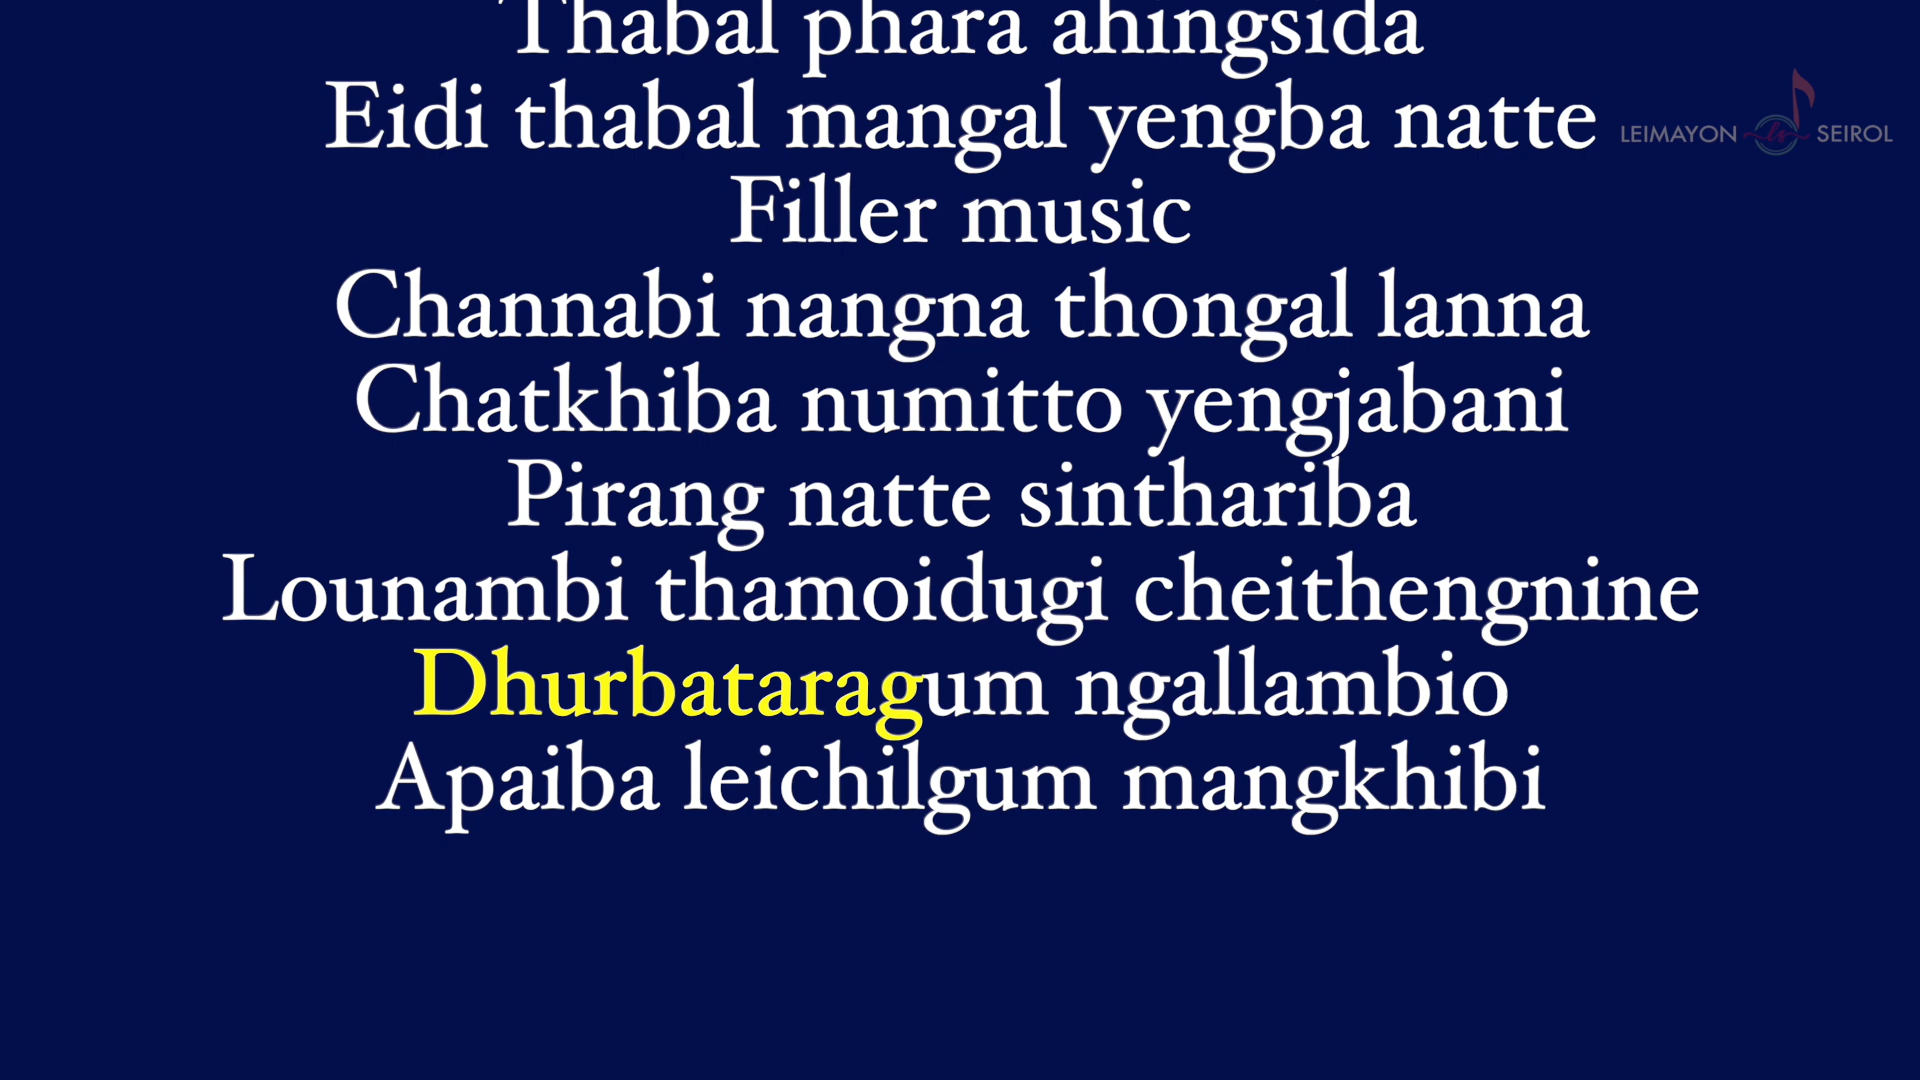 Thabal phara ahingsida
Eidi thabal mangal yengba natte
LEIMAYON ls SEIROL
Filler music
Channabi nangna thongal lanna
Chatkhiba numitto yengjabani
Pirang natte sinthariba
Lounambi thamoidugi cheithengnine
Dhurbataragum ngallambio
Apaiba leichilgum mangkhibi